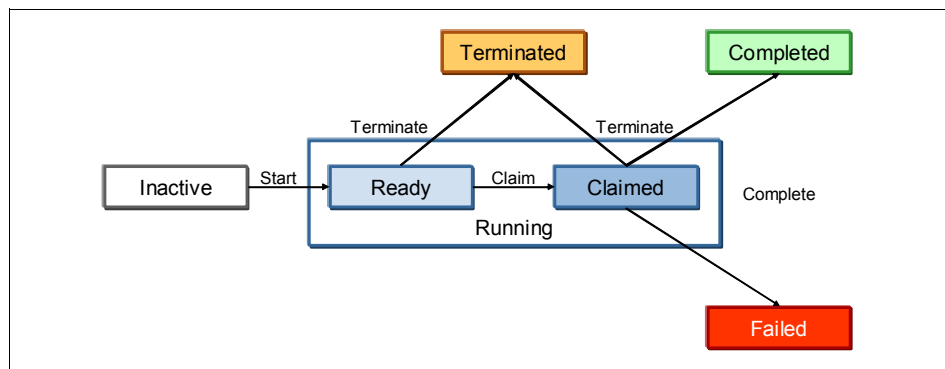 Terminated
Completed
Terminate
Terminate
Inactive
Start
Ready
Claim
Claimed
Complete
Running
Failed